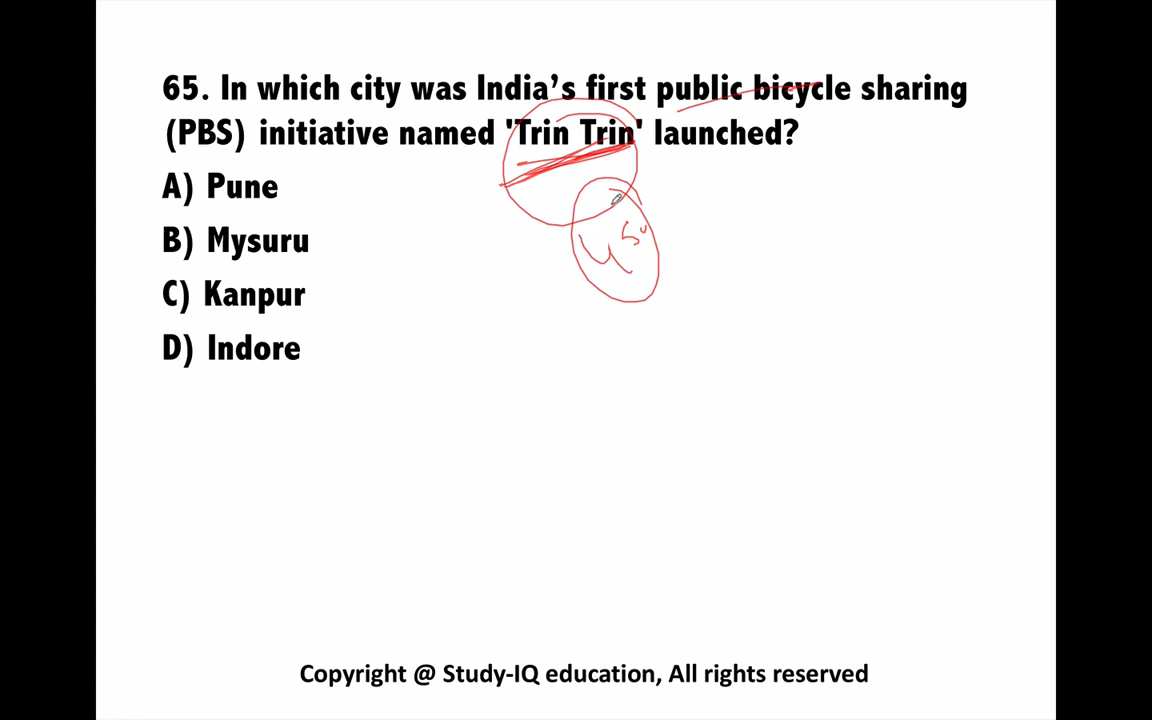 65. In which city was India’s first public bicycle sharing
(PBS) initiative named 'Trin Trin' launched?
A) Pune
B) Mysuru
C) Kanpur
D) Indore
Copyright @ Study-IQ education, All rights reserved